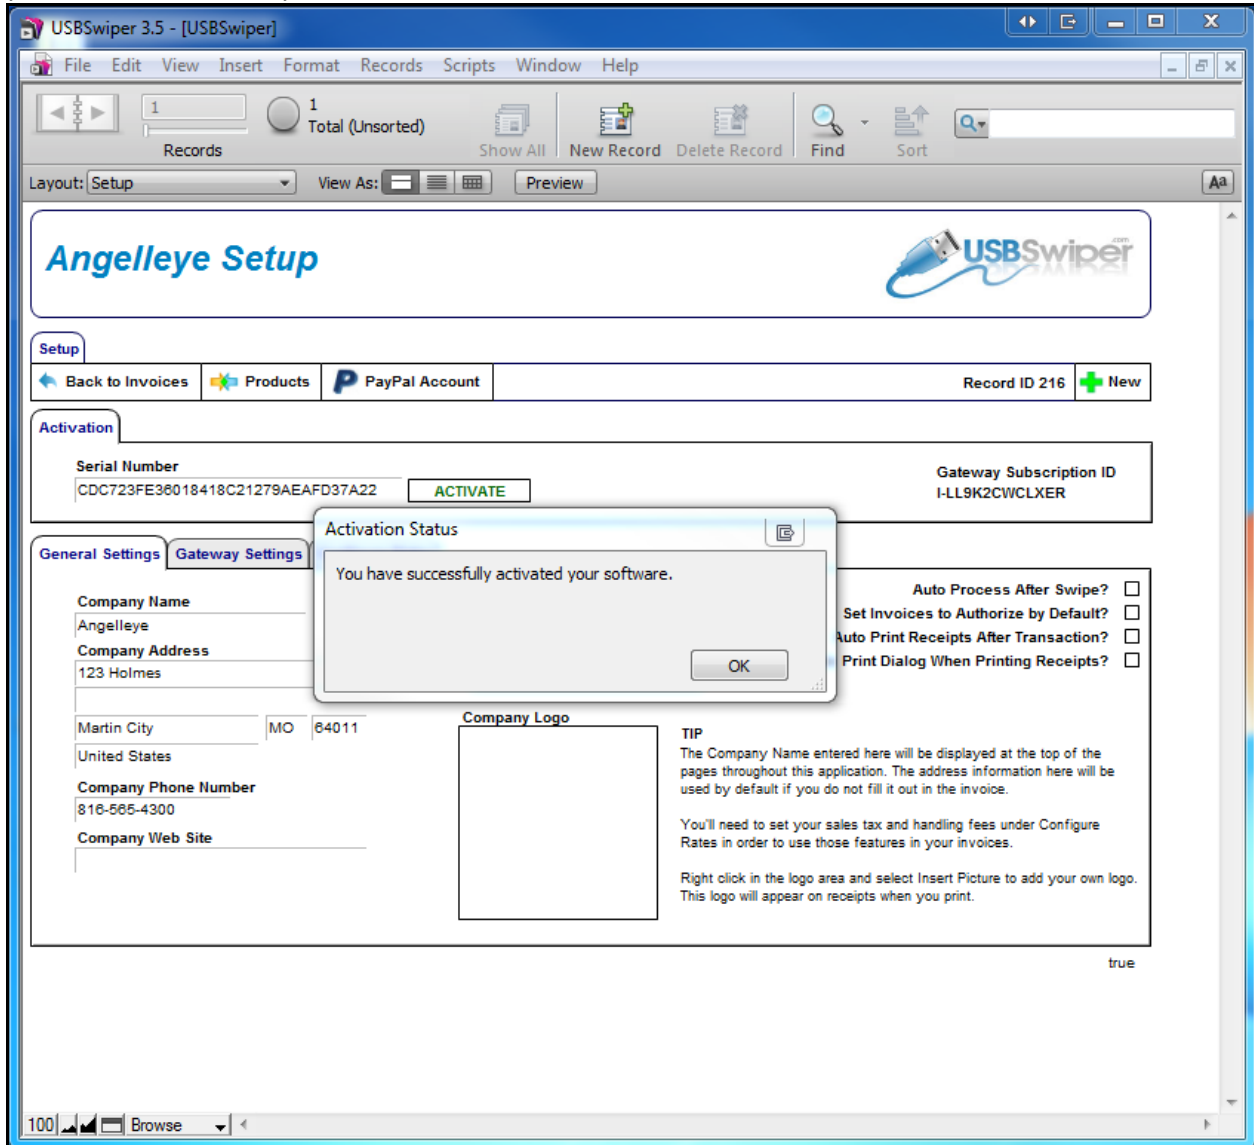 USBSwiper 3.5 - [USBSwiper]
File Edit View Insert Format Records Scripts Window Help
1
1
Total (Unsorted)
Records
Show All New Record Delete Record Find Sort
Layout: Setup View As: Preview Aa
Angelleye Setup
USBSwiper.com
Setup
Back to Invoices Products PayPal Account Record ID 216 New
Activation
Serial Number
CDC723FE36018418C21279AEAFD37A22 ACTIVATE
Gateway Subscription ID
I-LL9K2CWCLXER
Activation Status
You have successfully activated your software.
OK
General Settings Gateway Settings
Company Name
Angelleye
Company Address
123 Holmes
Martin City MO 64011
United States
Company Phone Number
816-565-4300
Company Web Site
Auto Process After Swipe?
Set Invoices to Authorize by Default?
Auto Print Receipts After Transaction?
Print Dialog When Printing Receipts?
Company Logo
TIP
The Company Name entered here will be displayed at the top of the
pages throughout this application. The address information here will be
used by default if you do not fill it out in the invoice.
You'll need to set your sales tax and handling fees under Configure
Rates in order to use those features in your invoices.
Right click in the logo area and select Insert Picture to add your own logo.
This logo will appear on receipts when you print.
true
100 Browse